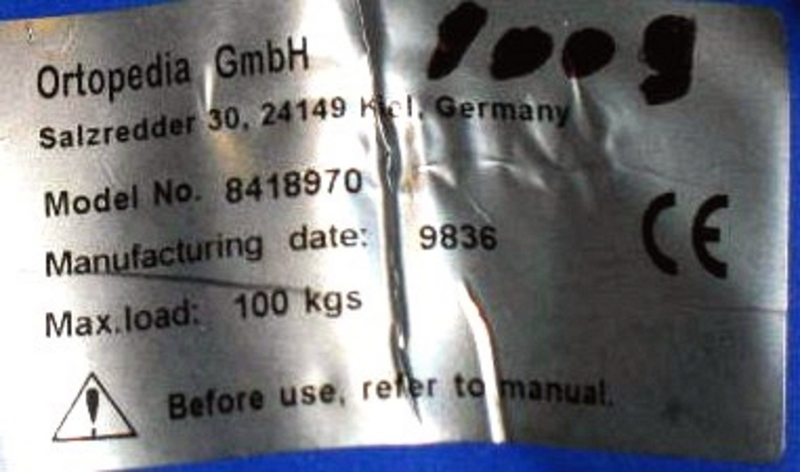 Ortopedia GmbH
1009
Salzredder 30, 24149 Kiel, Germany
Model No. 8418970
Manufacturing date: 9836
CE
Max.load: 100 kgs
Before use, refer to manual.